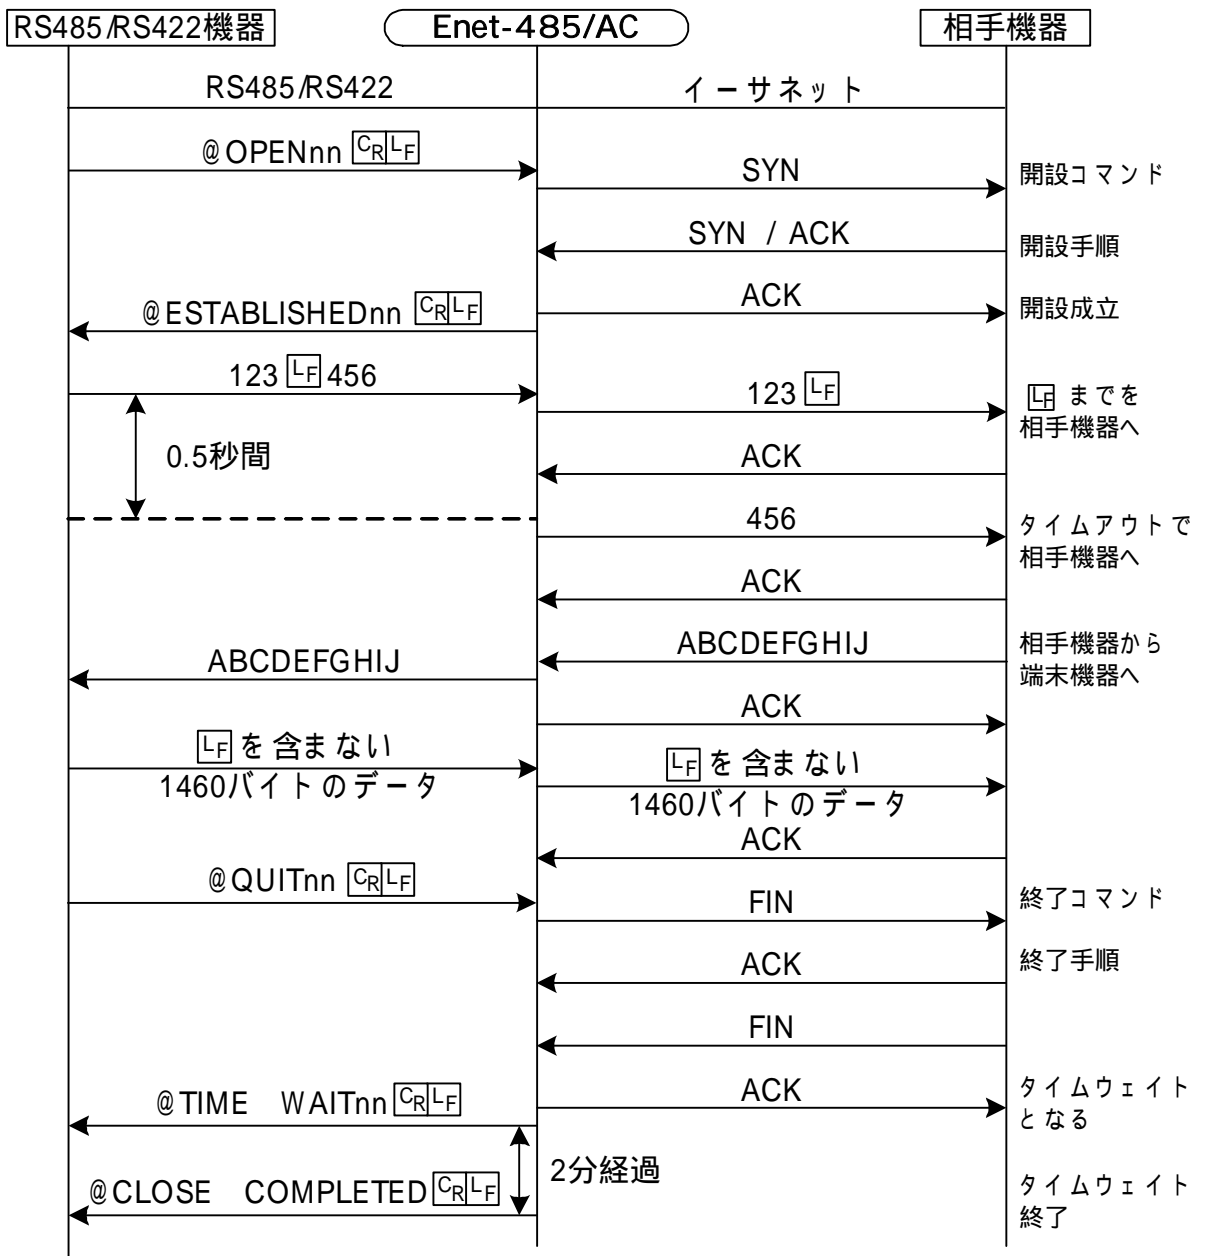 RS485/RS422機器 Enet-485/AC 相手機器
RS485/RS422 イーサネット
@OPENnn CRLF
SYN 開設コマンド
SYN / ACK 開設手順
ACK 開設成立
@ESTABLISHEDnn CRLF
123 LF 456
123 LF
LF までを
相手機器へ
0.5秒間
ACK
456
タイムアウトで
相手機器へ
ACK
ABCDEFGHIJ
相手機器から
端末機器へ
ABCDEFGHIJ
ACK
LF を含まない
1460バイトのデータ
LF を含まない
1460バイトのデータ
ACK
@QUITnn CRLF
FIN 終了コマンド
ACK 終了手順
FIN
ACK
タイムウェイト
となる
@TIME WAITnn CRLF
2分経過
@CLOSE COMPLETED CRLF
タイムウェイト
終了